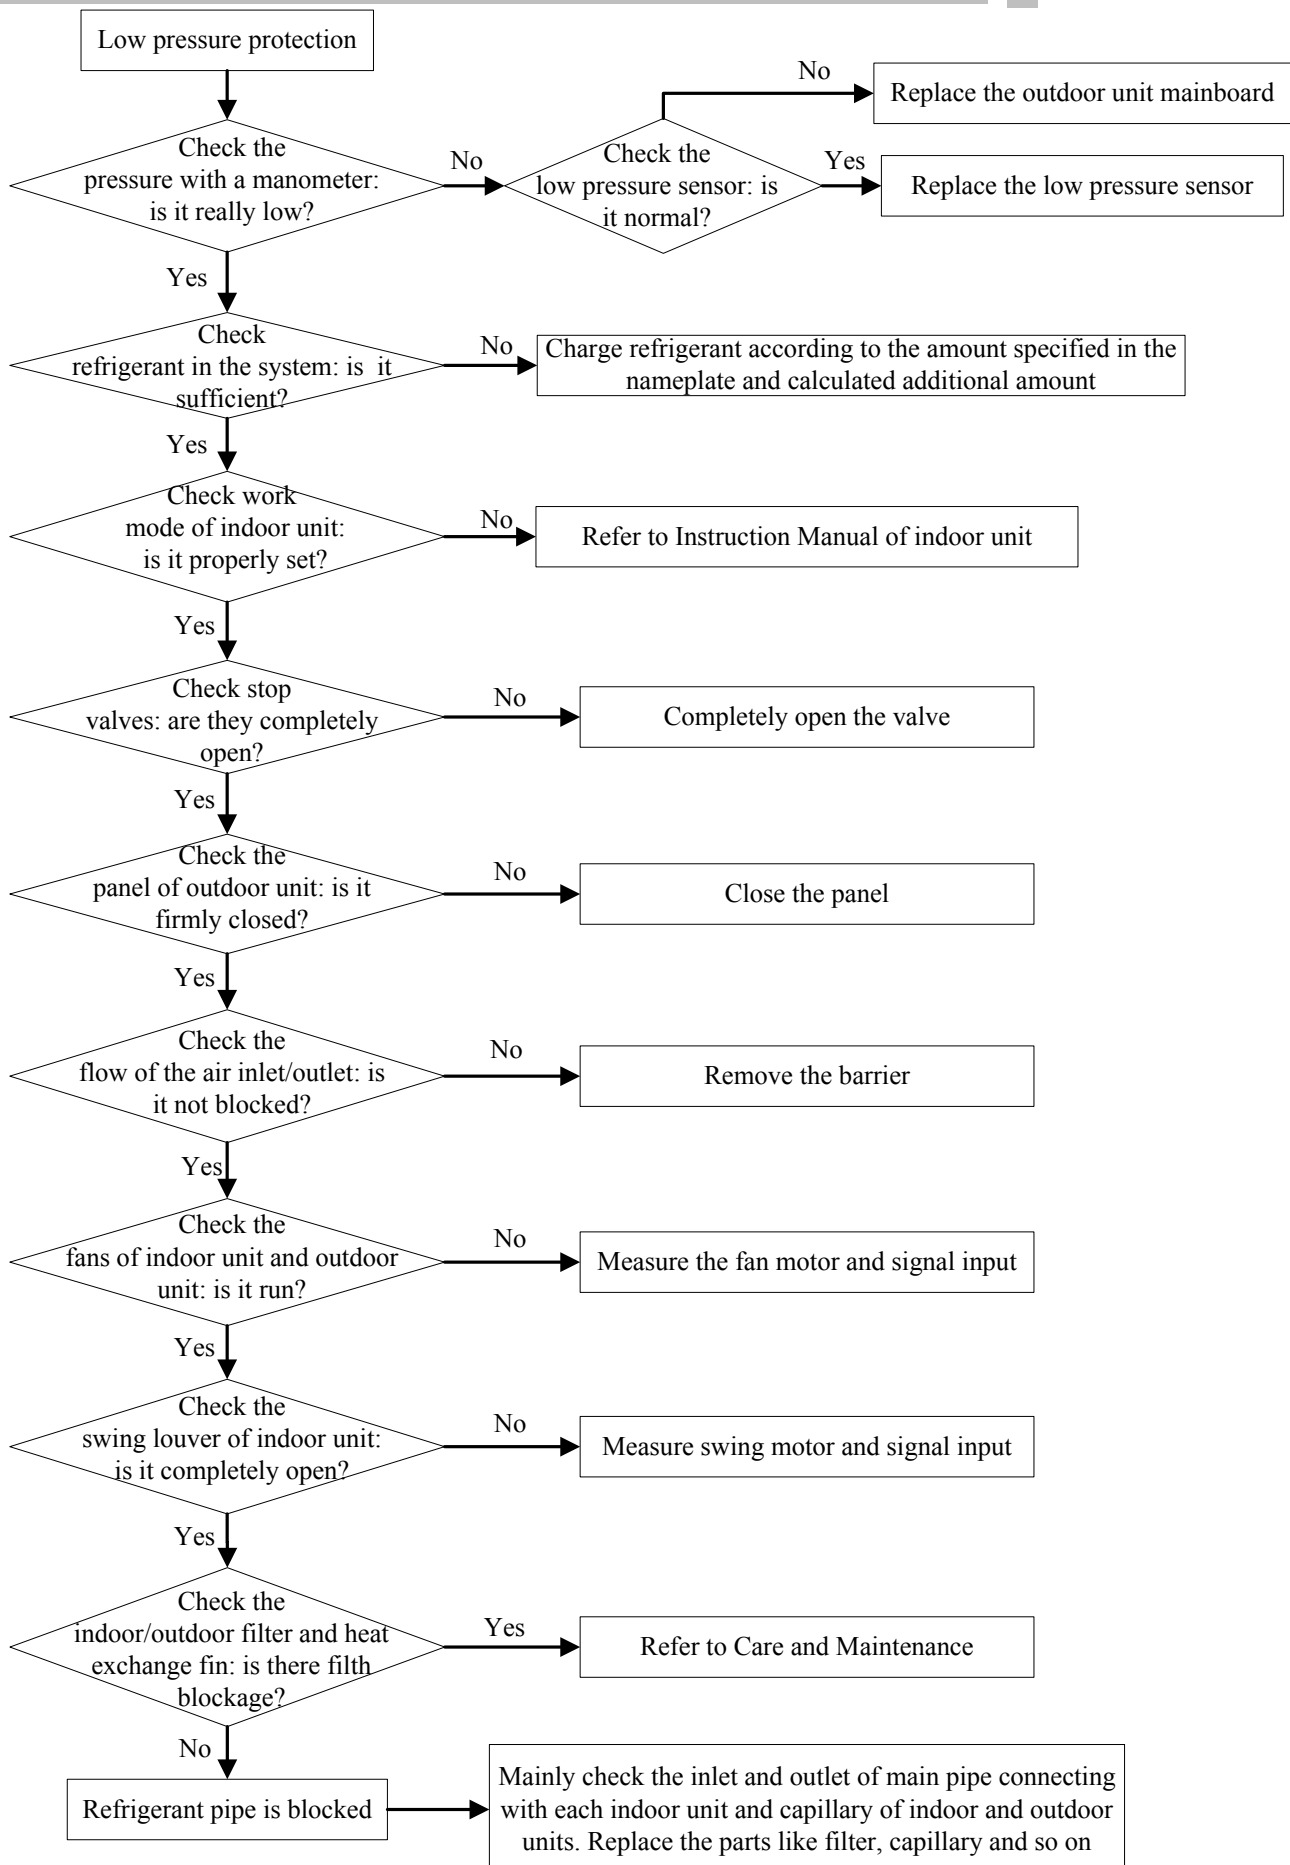 Low pressure protection
No
Replace the outdoor unit mainboard
Check the
pressure with a manometer:
is it really low?
No
Check the
low pressure sensor: is
it normal?
Yes
Replace the low pressure sensor
Yes
Check
refrigerant in the system: is it
sufficient?
No
Charge refrigerant according to the amount specified in the
nameplate and calculated additional amount
Yes
Check work
mode of indoor unit:
is it properly set?
No
Refer to Instruction Manual of indoor unit
Yes
Check stop
valves: are they completely
open?
No
Completely open the valve
Yes
Check the
panel of outdoor unit: is it
firmly closed?
No
Close the panel
Yes
Check the
flow of the air inlet/outlet: is
it not blocked?
No
Remove the barrier
Yes
Check the
fans of indoor unit and outdoor
unit: is it run?
No
Measure the fan motor and signal input
Yes
Check the
swing louver of indoor unit:
is it completely open?
No
Measure swing motor and signal input
Yes
Check the
indoor/outdoor filter and heat
exchange fin: is there filth
blockage?
Yes
Refer to Care and Maintenance
No
Refrigerant pipe is blocked
Mainly check the inlet and outlet of main pipe connecting
with each indoor unit and capillary of indoor and outdoor
units. Replace the parts like filter, capillary and so on